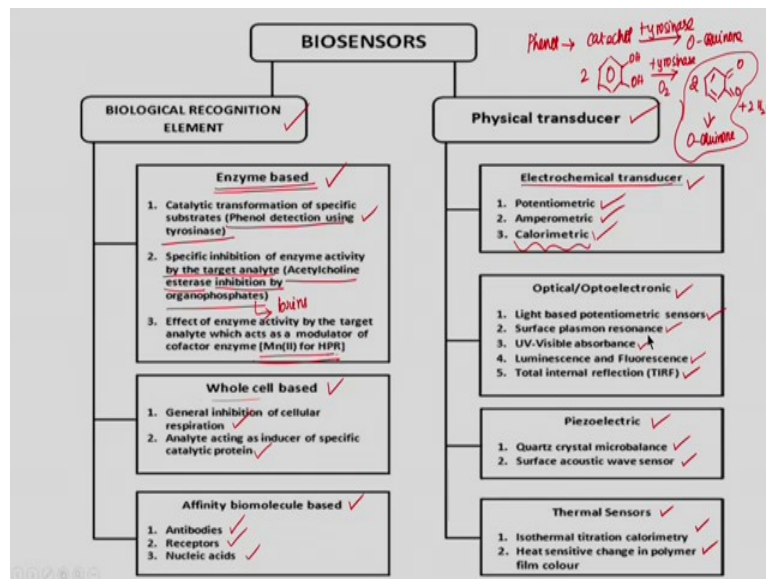 BIOSENSORS
Phenol → catachol +tyrosinase → O-Quinone
2 OH OH +tyrosinase O₂ → 2 O O +2H₂
↓
O-Quinone
BIOLOGICAL RECOGNITION
ELEMENT
Physical transducer
Enzyme based
1. Catalytic transformation of specific
substrates (Phenol detection using
tyrosinase)
2. Specific inhibition of enzyme activity
by the target analyte (Acetylcholine
esterase inhibition by
organophosphates)
3. Effect of enzyme activity by the target
analyte which acts as a modulator of
cofactor enzyme [Mn(II) for HPR]
Whole cell based
1. General inhibition of cellular
respiration
2. Analyte acting as inducer of specific
catalytic protein
Affinity biomolecule based
1. Antibodies
2. Receptors
3. Nucleic acids
Electrochemical transducer
1. Potentiometric
2. Amperometric
3. Calorimetric
Optical/Optoelectronic
1. Light based potentiometric sensors
2. Surface plasmon resonance
3. UV-Visible absorbance
4. Luminescence and Fluorescence
5. Total internal reflection (TIRF)
Piezoelectric
1. Quartz crystal microbalance
2. Surface acoustic wave sensor
Thermal Sensors
1. Isothermal titration calorimetry
2. Heat sensitive change in polymer
film colour